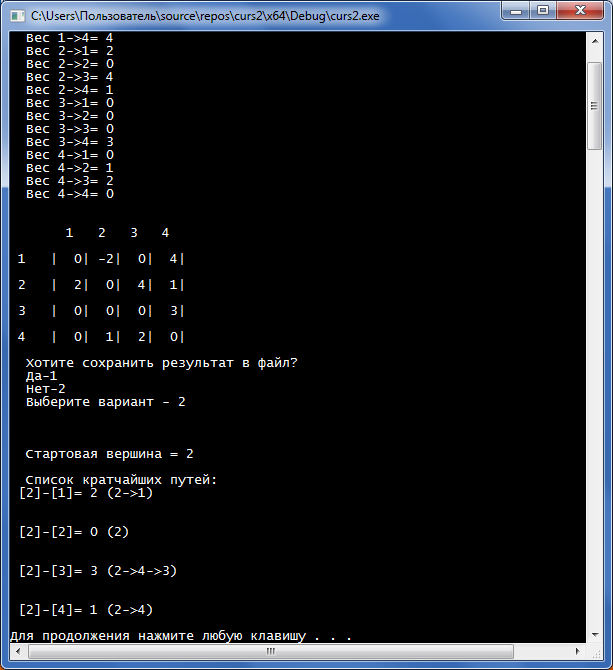 C:\Users\Пользователь\source\repos\curs2\x64\Debug\curs2.exe
Вес 1->4= 4
Вес 2->1= 2
Вес 2->2= 0
Вес 2->3= 4
Вес 2->4= 1
Вес 3->1= 0
Вес 3->2= 0
Вес 3->3= 0
Вес 3->4= 3
Вес 4->1= 0
Вес 4->2= 1
Вес 4->3= 2
Вес 4->4= 0
1 2 3 4
1 | 0| -2| 0| 4|
2 | 2| 0| 4| 1|
3 | 0| 0| 0| 3|
4 | 0| 1| 2| 0|
Хотите сохранить результат в файл?
Да-1
Нет-2
Выберите вариант - 2
Стартовая вершина = 2
Список кратчайших путей:
[2]-[1]= 2 (2->1)
[2]-[2]= 0 (2)
[2]-[3]= 3 (2->4->3)
[2]-[4]= 1 (2->4)
Для продолжения нажмите любую клавишу . . .